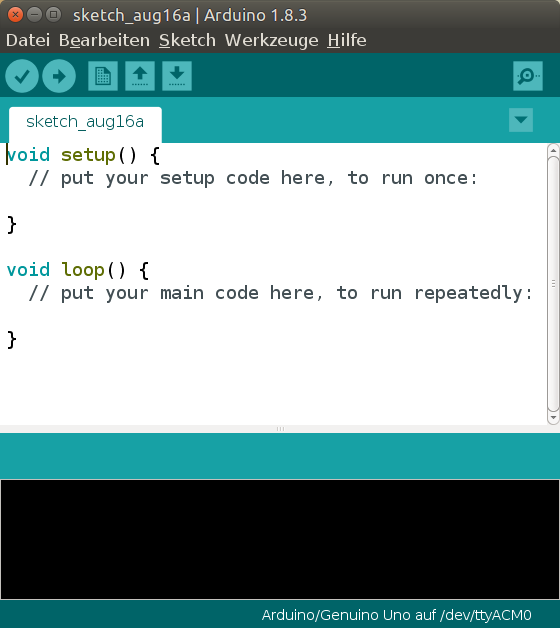 sketch_aug16a | Arduino 1.8.3
Datei Bearbeiten Sketch Werkzeuge Hilfe
sketch_aug16a
void setup() {
  // put your setup code here, to run once:
}
void loop() {
  // put your main code here, to run repeatedly:
}
Arduino/Genuino Uno auf /dev/ttyACM0